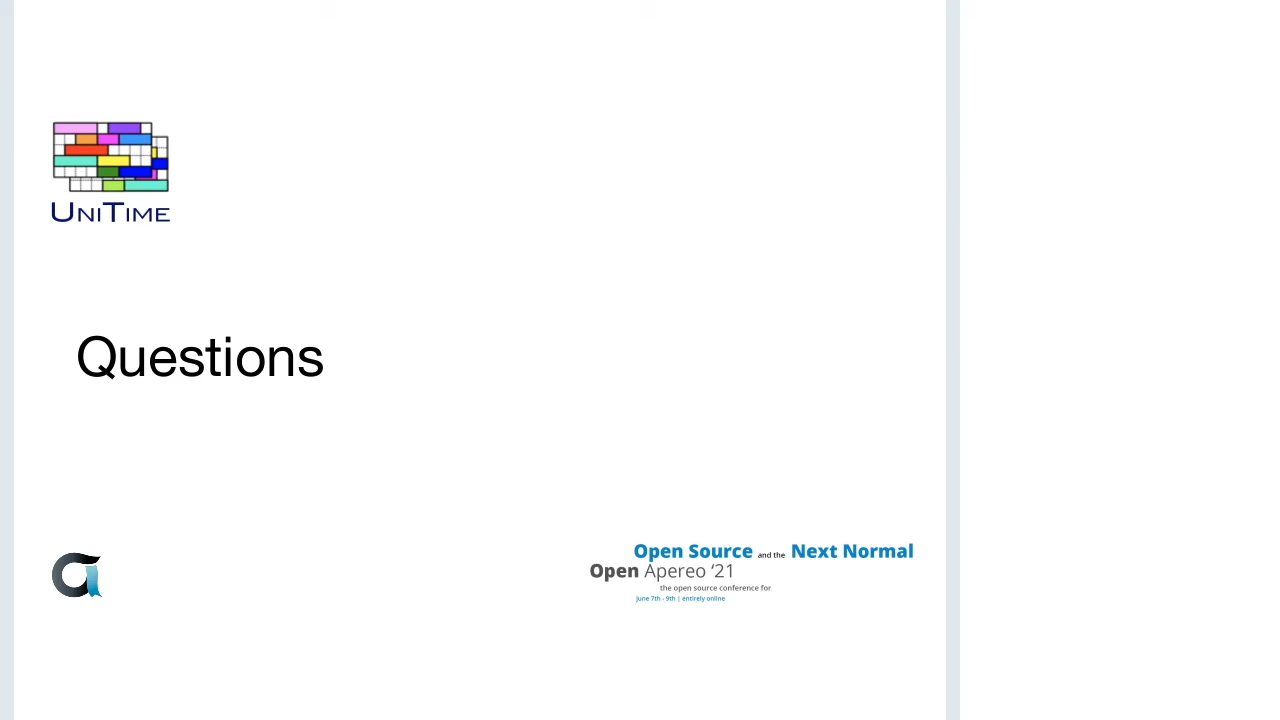 UNITIME
Questions
Open Source and the Next Normal
Open Apereo ‘21
the open source conference for
June 7th - 9th | entirely online